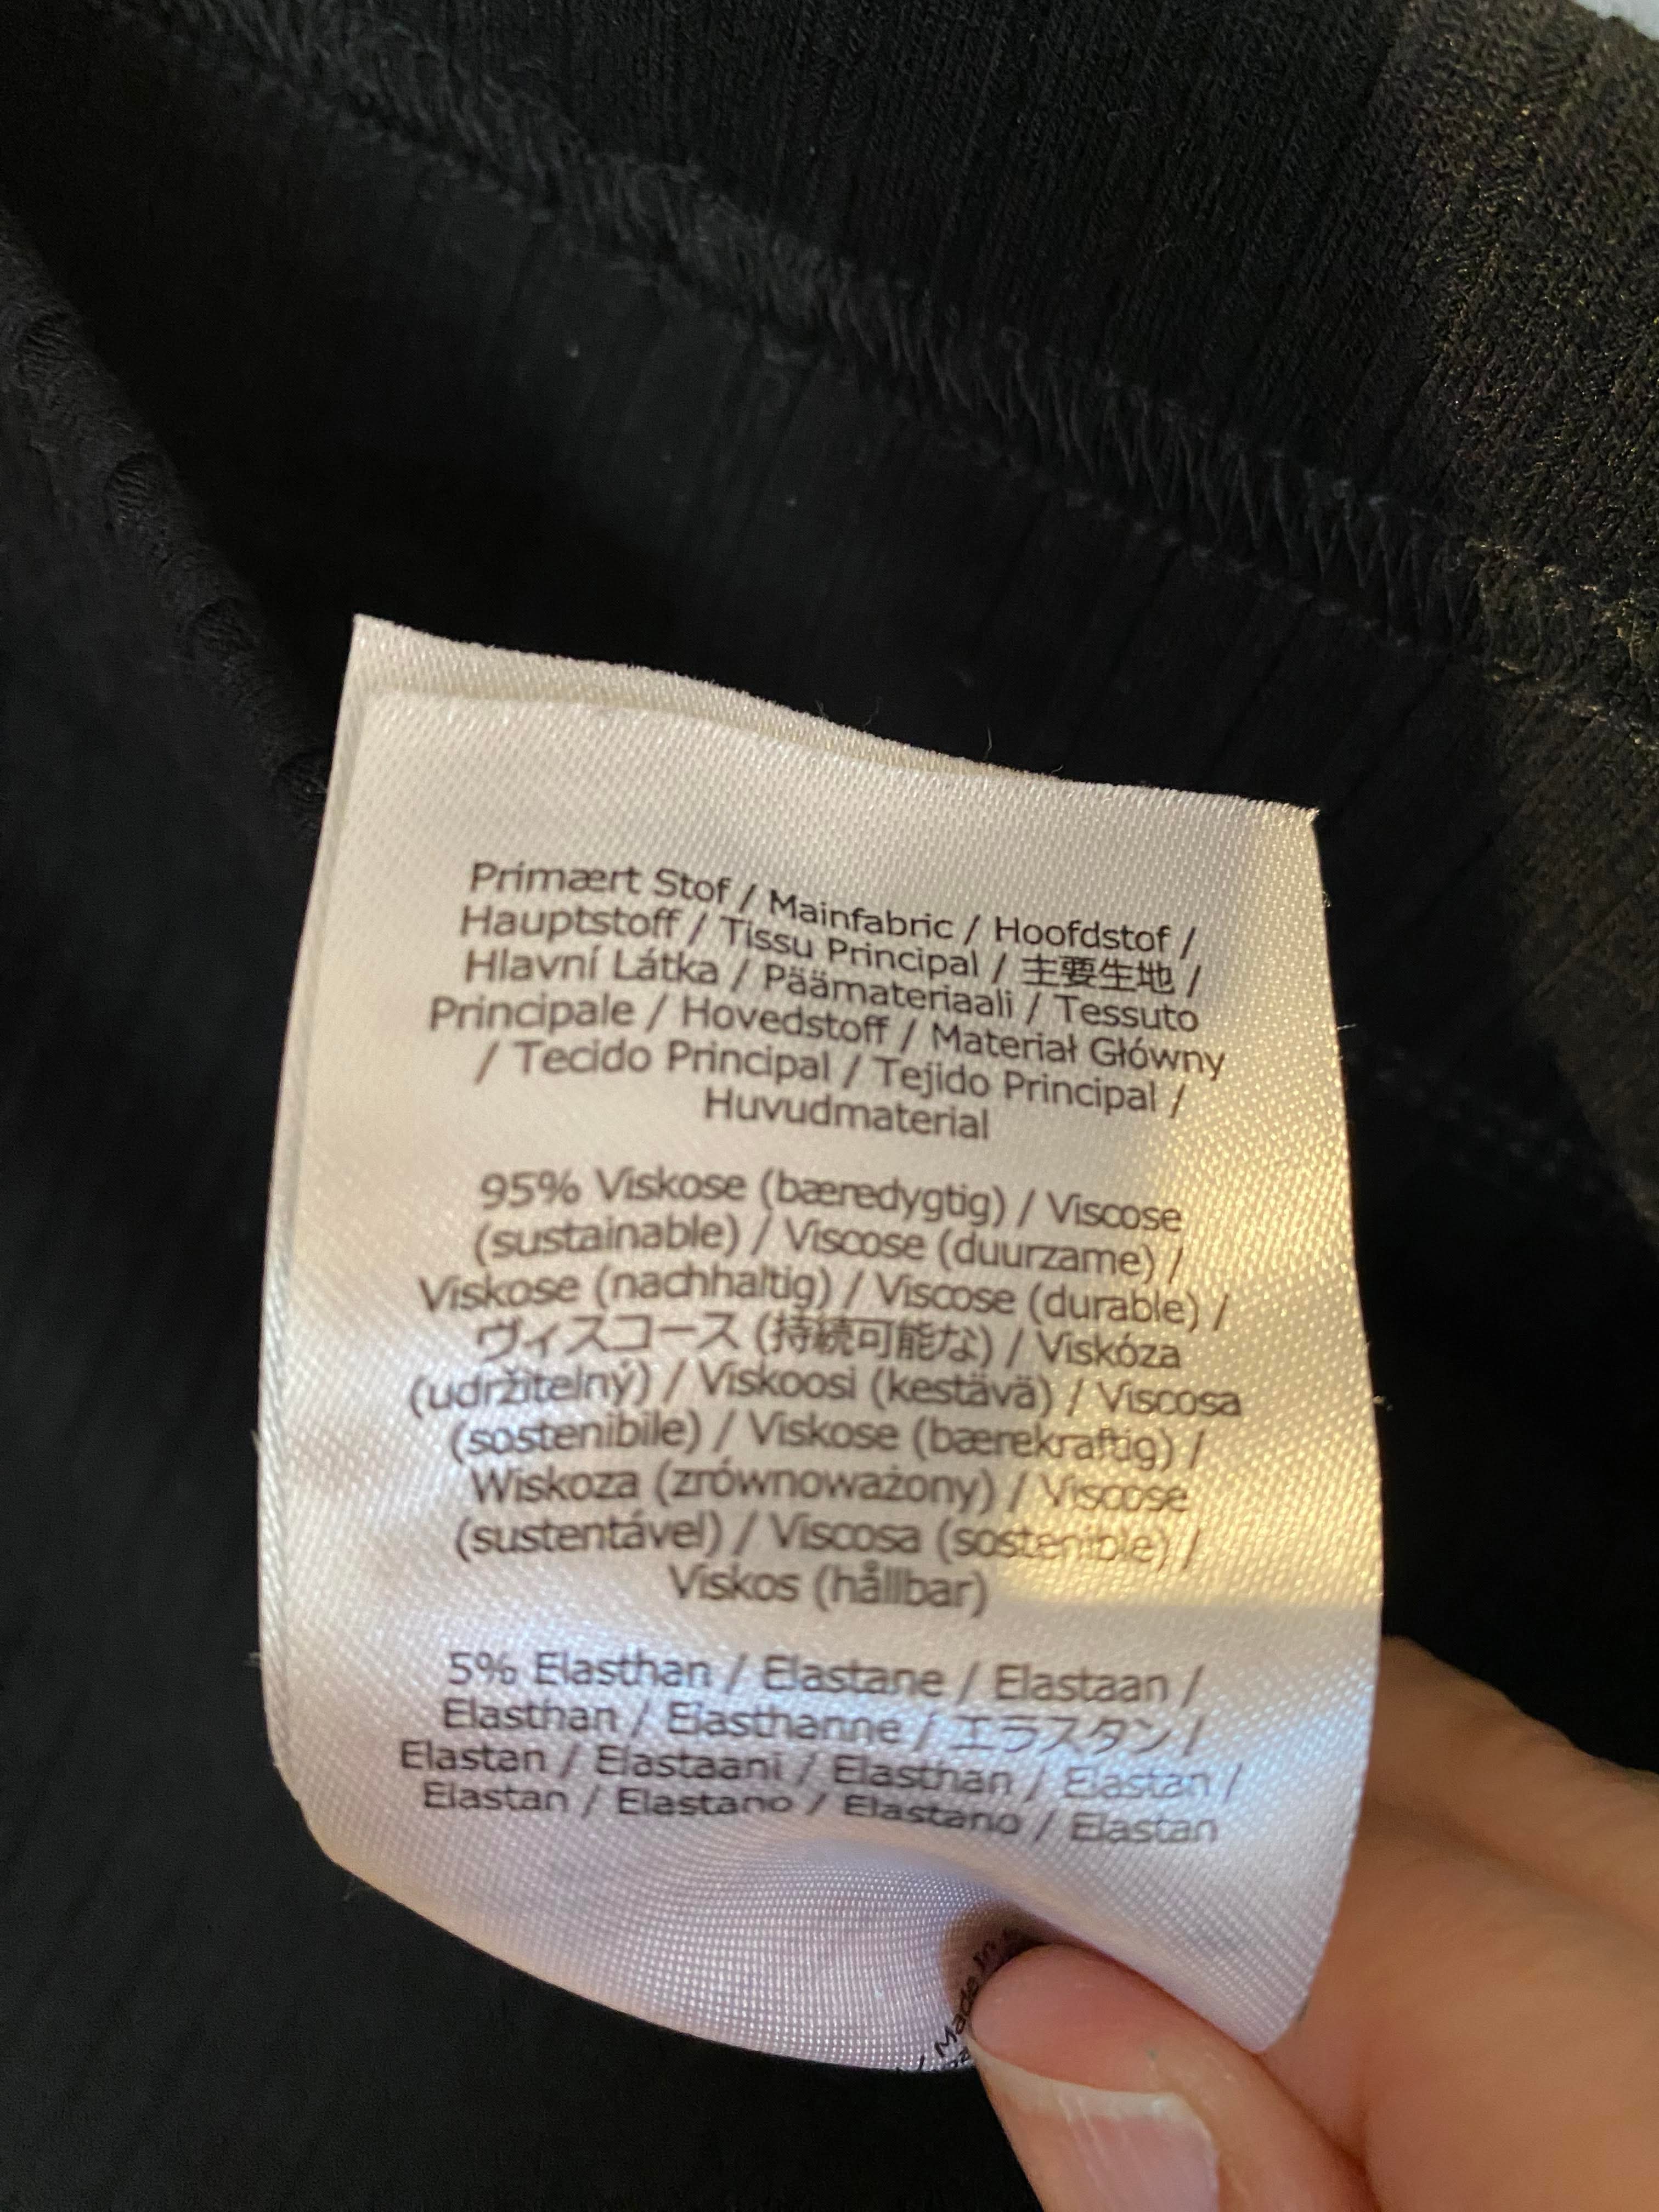 Primært Stof / Mainfabric / Hoofdstof /
Hauptstoff / Tissu Principal / 主要生地 /
Hlavní Látka / Päämateriaali / Tessuto
Principale / Hovedstoff / Materiał Główny
/ Tecido Principal / Tejido Principal /
Huvudmaterial
95% Viskose (bæredygtig) / Viscose
(sustainable) / Viscose (duurzame) /
Viskose (nachhaltig) / Viscose (durable) /
ヴィスコース (持続可能な) / Viskóza
(udržitelný) / Viskoosi (kestävä) / Viscosa
(sostenibile) / Viskose (bærekraftig) /
Wiskoza (zrównoważony) / Viscose
(sustentável) / Viscosa (sostenible) /
Viskos (hållbar)
5% Elasthan / Elastane / Elastaan /
Elasthan / Elasthanne / エラスタン /
Elastan / Elastaani / Elasthan / Elastan /
Elastan / Elastano / Elastano / Elastan
Made In